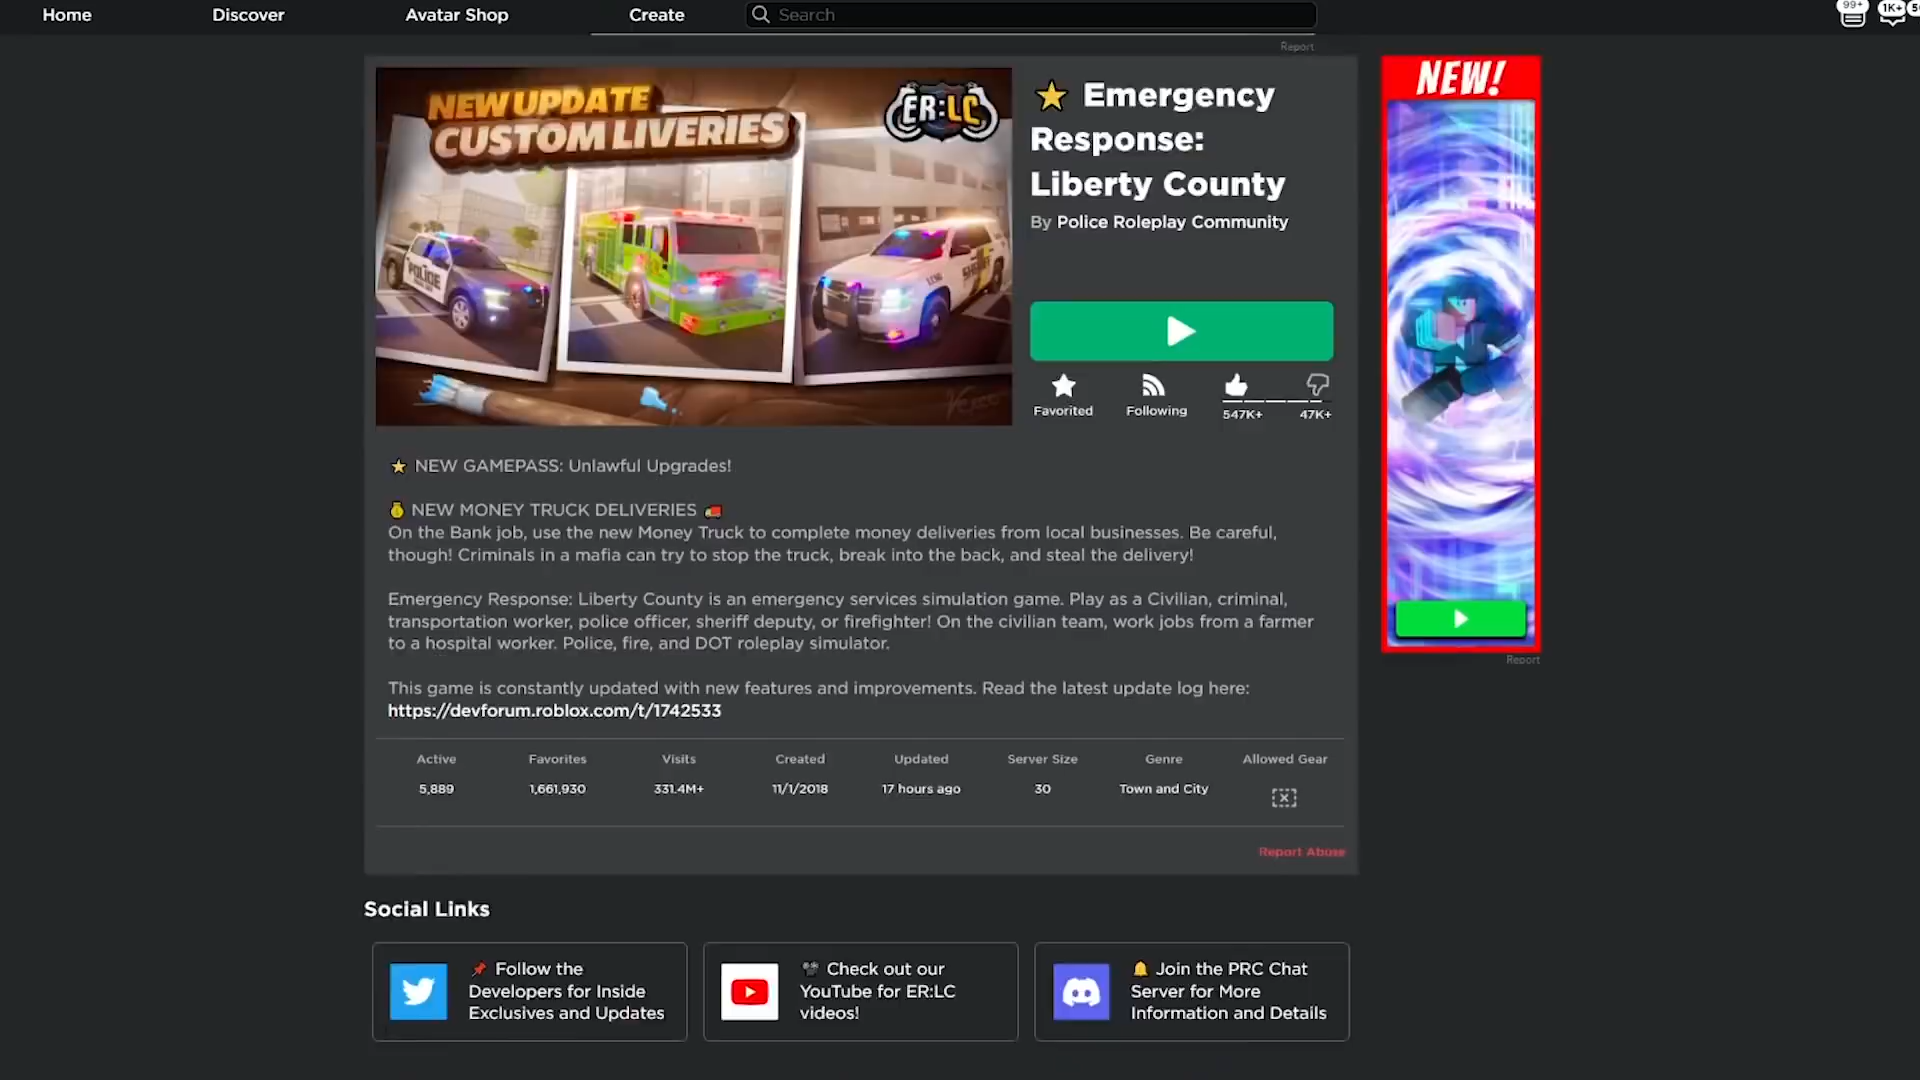 Home
Discover
Avatar Shop
Create
Search
99+
1K+
Report
NEW UPDATE
CUSTOM LIVERIES
ER:LC
POLICE
SHERIFF
Emergency
Response:
Liberty County
By Police Roleplay Community
Favorited
Following
547K+
47K+
NEW!
Report
NEW GAMEPASS: Unlawful Upgrades!
NEW MONEY TRUCK DELIVERIES
On the Bank job, use the new Money Truck to complete money deliveries from local businesses. Be careful,
though! Criminals in a mafia can try to stop the truck, break into the back, and steal the delivery!
Emergency Response: Liberty County is an emergency services simulation game. Play as a Civilian, criminal,
transportation worker, police officer, sheriff deputy, or firefighter! On the civilian team, work jobs from a farmer
to a hospital worker. Police, fire, and DOT roleplay simulator.
This game is constantly updated with new features and improvements. Read the latest update log here:
https://devforum.roblox.com/t/1742533
Active
Favorites
Visits
Created
Updated
Server Size
Genre
Allowed Gear
5,889
1,661,930
331.4M+
11/1/2018
17 hours ago
30
Town and City
Report Abuse
Social Links
Follow the
Developers for Inside
Exclusives and Updates
Check out our
YouTube for ER:LC
videos!
Join the PRC Chat
Server for More
Information and Details